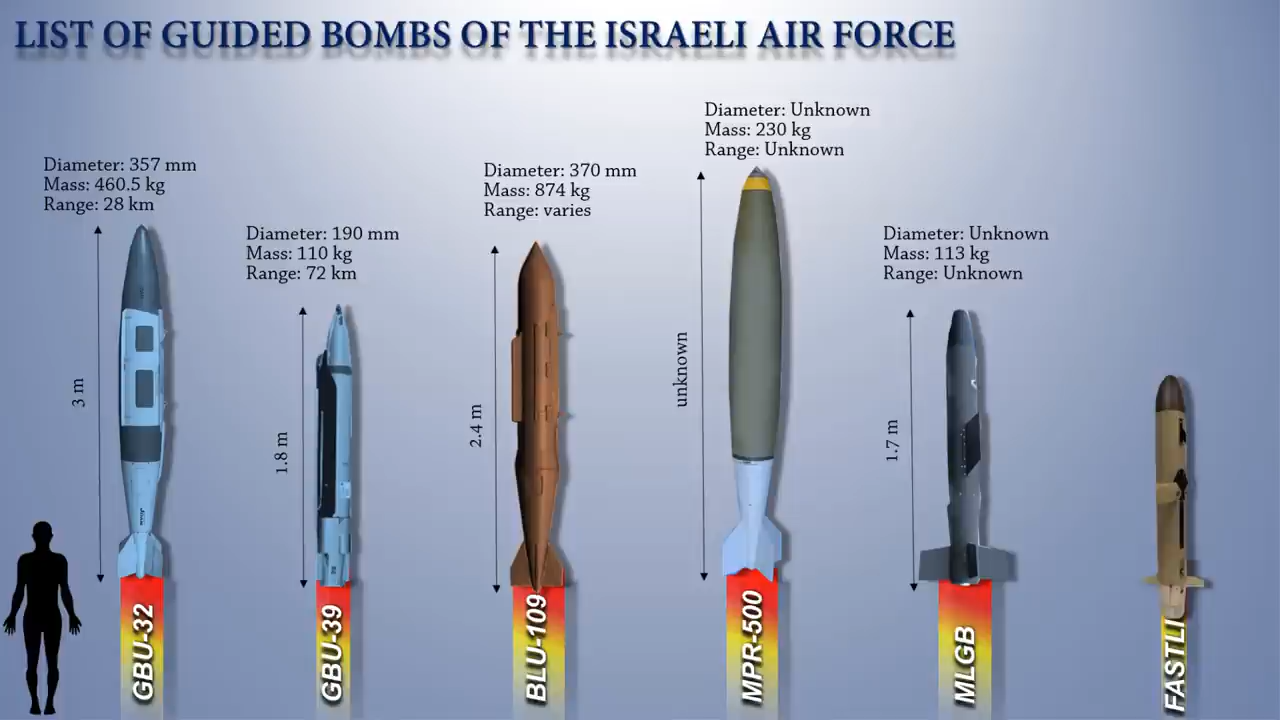 LIST OF GUIDED BOMBS OF THE ISRAELI AIR FORCE
Diameter: 357 mm
Mass: 460.5 kg
Range: 28 km
3 m
GBU-32
Diameter: 190 mm
Mass: 110 kg
Range: 72 km
1.8 m
GBU-39
Diameter: 370 mm
Mass: 874 kg
Range: varies
2.4 m
BLU-109
Diameter: Unknown
Mass: 230 kg
Range: Unknown
unknown
MPR-500
Diameter: Unknown
Mass: 113 kg
Range: Unknown
1.7 m
MLGB
FASTLI